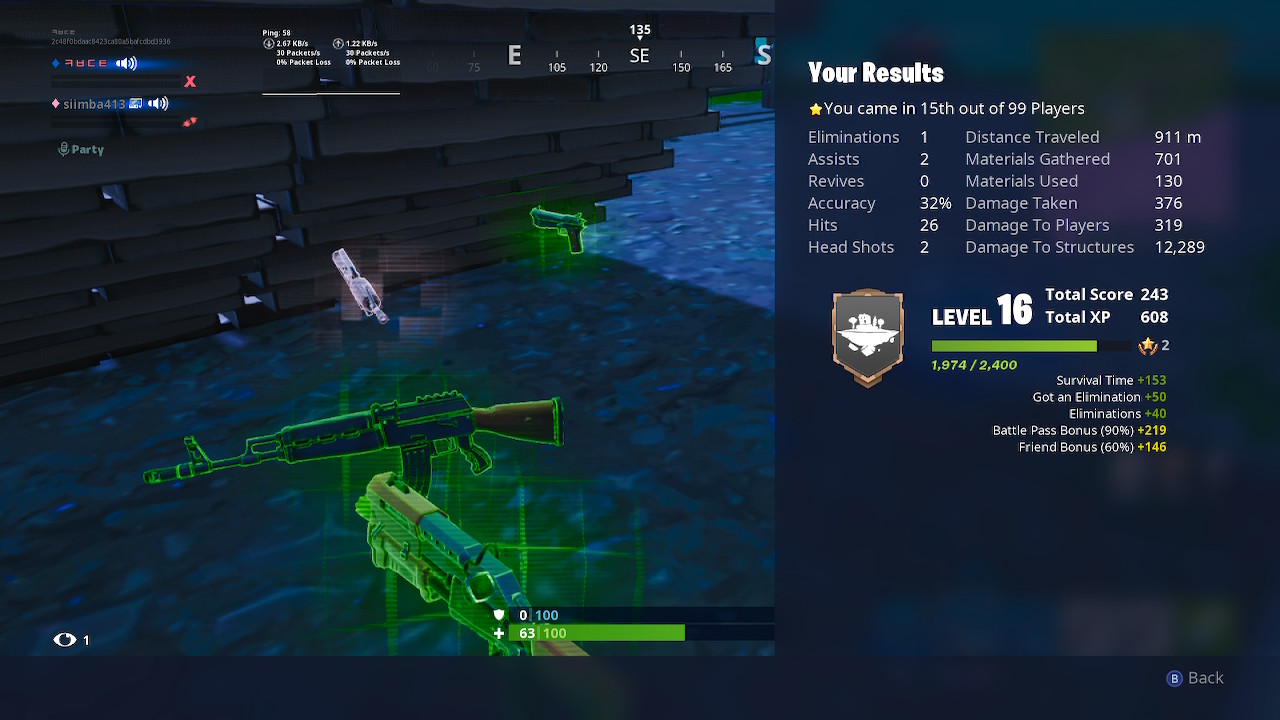 ㅋㅂㄷㅌ
Ping: 58
2.67 KB/s 1.22 KB/s
30 Packets/s 30 Packets/s
0% Packet Loss 0% Packet Loss
135
60 75 E 105 120 SE 150 165 S
ㅋㅂㄷㅌ
siimba413
Party
Your Results
You came in 15th out of 99 Players
Eliminations 1 Distance Traveled 911 m
Assists 2 Materials Gathered 701
Revives 0 Materials Used 130
Accuracy 32% Damage Taken 376
Hits 26 Damage To Players 319
Head Shots 2 Damage To Structures 12,289
LEVEL 16
Total Score 243
Total XP 608
2
1,974 / 2,400
Survival Time +153
Got an Elimination +50
Eliminations +40
Battle Pass Bonus (90%) +219
Friend Bonus (60%) +146
0 | 100
63 | 100
1
B Back